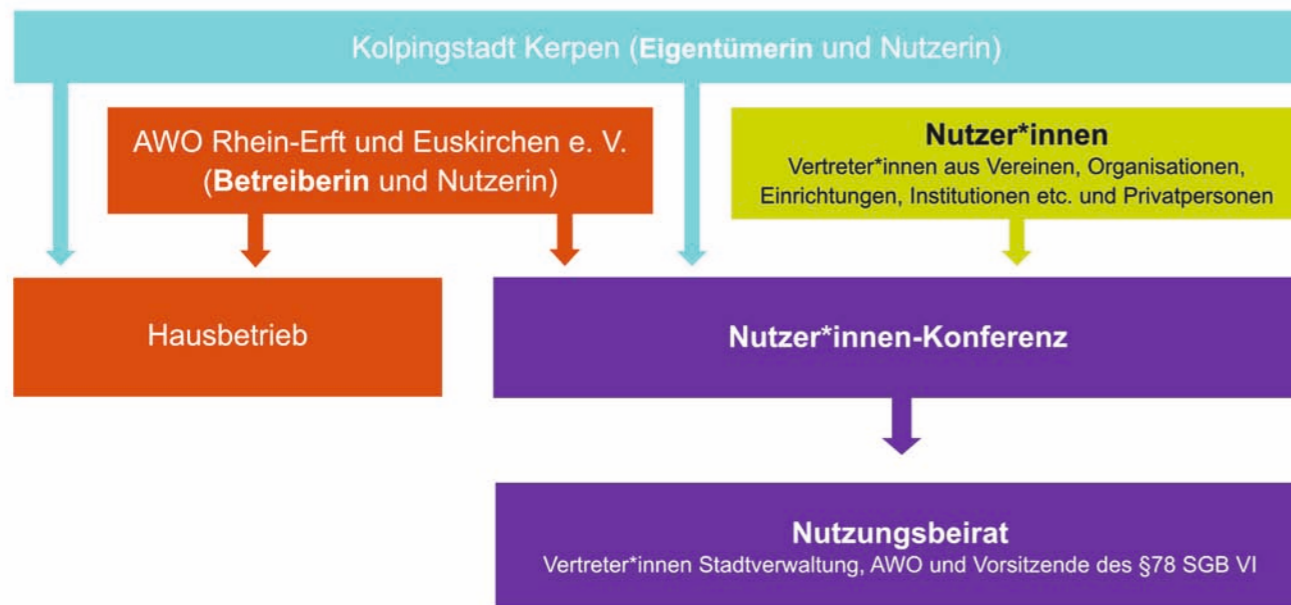 Kolpingstadt Kerpen (Eigentümerin und Nutzerin)
AWO Rhein-Erft und Euskirchen e. V.
(Betreiberin und Nutzerin)
Nutzer*innen
Vertreter*innen aus Vereinen, Organisationen,
Einrichtungen, Institutionen etc. und Privatpersonen
Hausbetrieb
Nutzer*innen-Konferenz
Nutzungsbeirat
Vertreter*innen Stadtverwaltung, AWO und Vorsitzende des §78 SGB VI